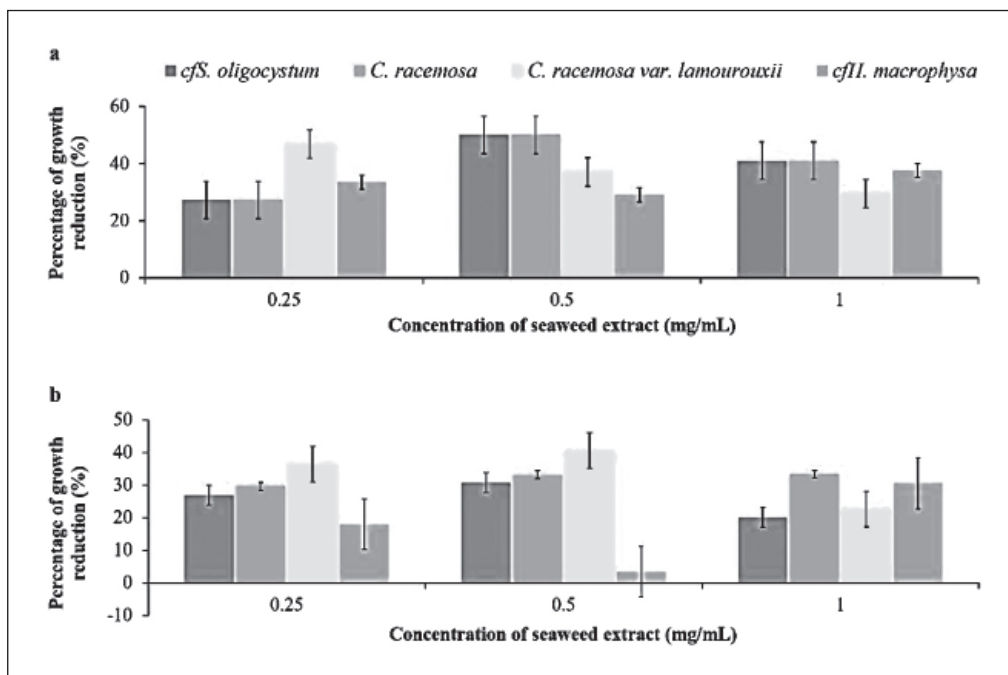 a
cfS. oligocystum C. racemosa C. racemosa var. lamourouxii cfH. macrophysa
Percentage of growth
reduction (%)
60
40
20
0
0.25 0.5 1
Concentration of seaweed extract (mg/mL)
b
Percentage of growth
reduction (%)
50
40
30
20
10
0
-10
0.25 0.5 1
Concentration of seaweed extract (mg/mL)